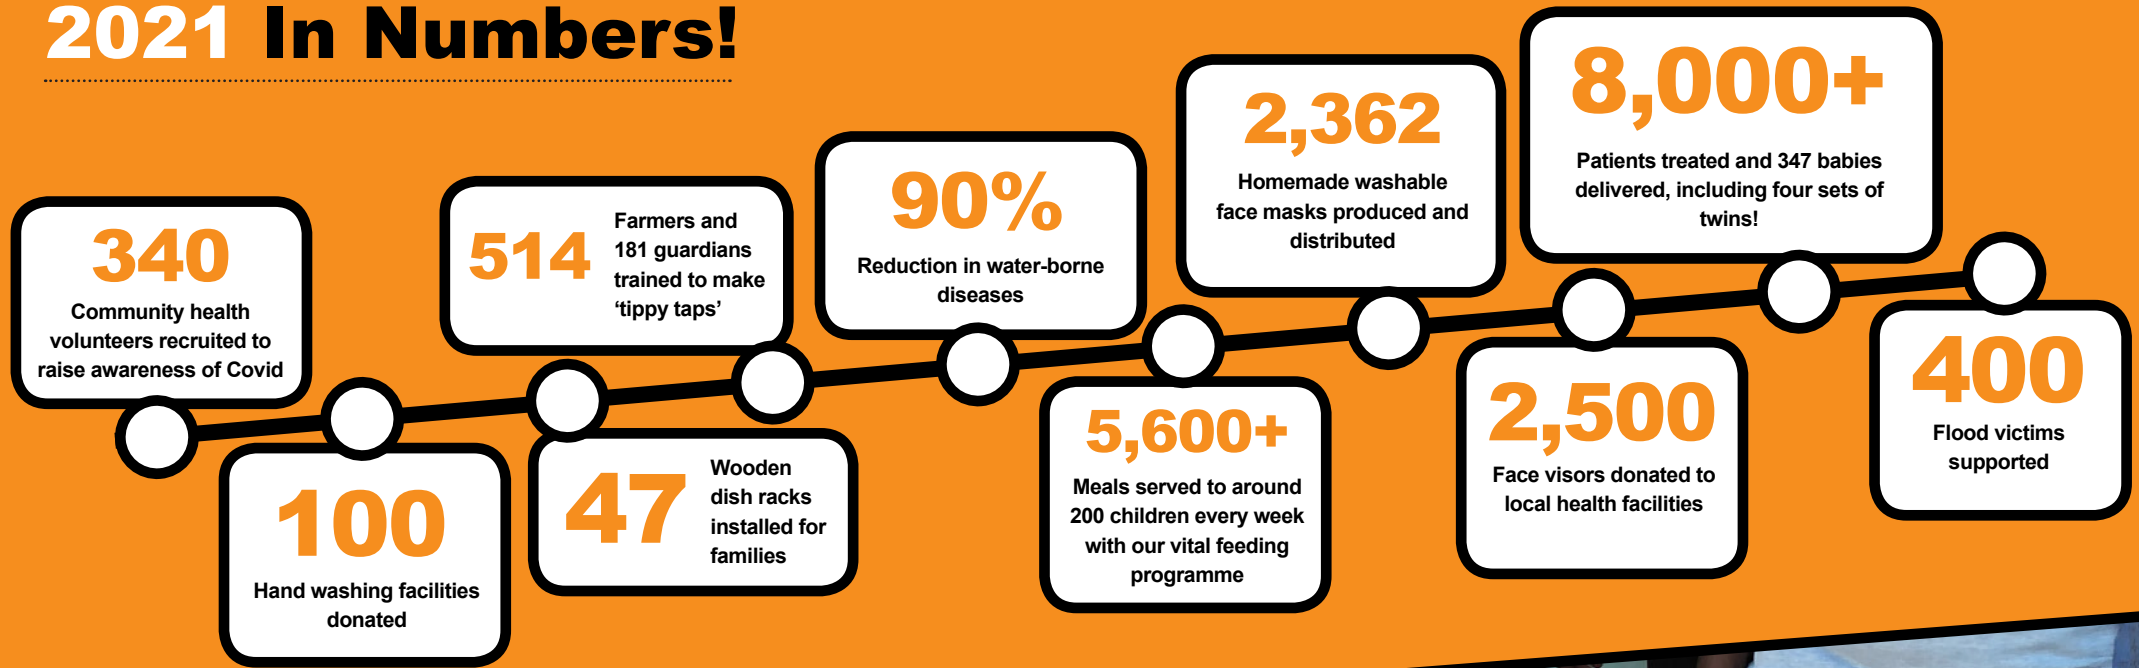 2021 In Numbers!
340
Community health
volunteers recruited to
raise awareness of Covid
100
Hand washing facilities
donated
514
Farmers and
181 guardians
trained to make
‘tippy taps’
47
Wooden
dish racks
installed for
families
90%
Reduction in water-borne
diseases
5,600+
Meals served to around
200 children every week
with our vital feeding
programme
2,362
Homemade washable
face masks produced and
distributed
2,500
Face visors donated to
local health facilities
8,000+
Patients treated and 347 babies
delivered, including four sets of
twins!
400
Flood victims
supported